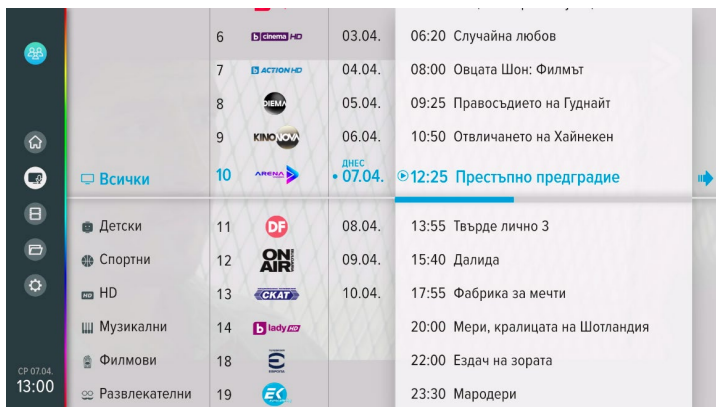 6 b cinema HD 03.04. 06:20 Случайна любов
7 b ACTION HD 04.04. 08:00 Овцата Шон: Филмът
8 DIEMA 05.04. 09:25 Правосъдието на Гуднайт
9 KINO NOVA 06.04. 10:50 Отвличането на Хайнекен
ДНЕС
Всички 10 ARENA • 07.04. 12:25 Престъпно предградие
Детски 11 DF 08.04. 13:55 Твърде лично 3
Спортни 12 ON AIR 09.04. 15:40 Далида
HD HD 13 СКАТ 10.04. 17:55 Фабрика за мечти
Музикални 14 b lady HD 20:00 Мери, кралицата на Шотландия
Филмови 18 22:00 Ездач на зората
СР 07.04.
13:00
Развлекателни 19 EK 23:30 Мародери